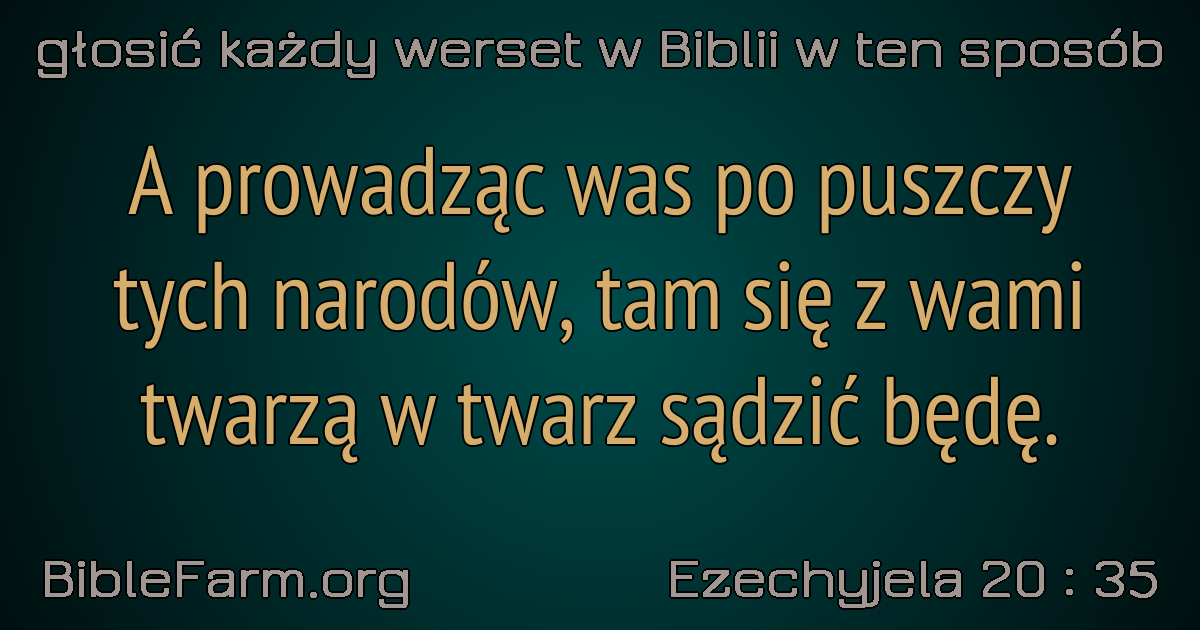 głosić każdy werset w Biblii w ten sposób
A prowadząc was po puszczy
tych narodów, tam się z wami
twarzą w twarz sądzić będę.
BibleFarm.org
Ezechyjela 20 : 35